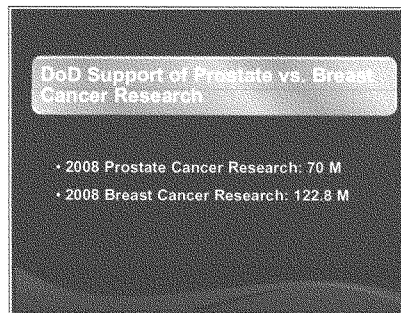 DoD Support of Prostate vs. Breast
Cancer Research
• 2008 Prostate Cancer Research: 70 M
• 2008 Breast Cancer Research: 122.8 M